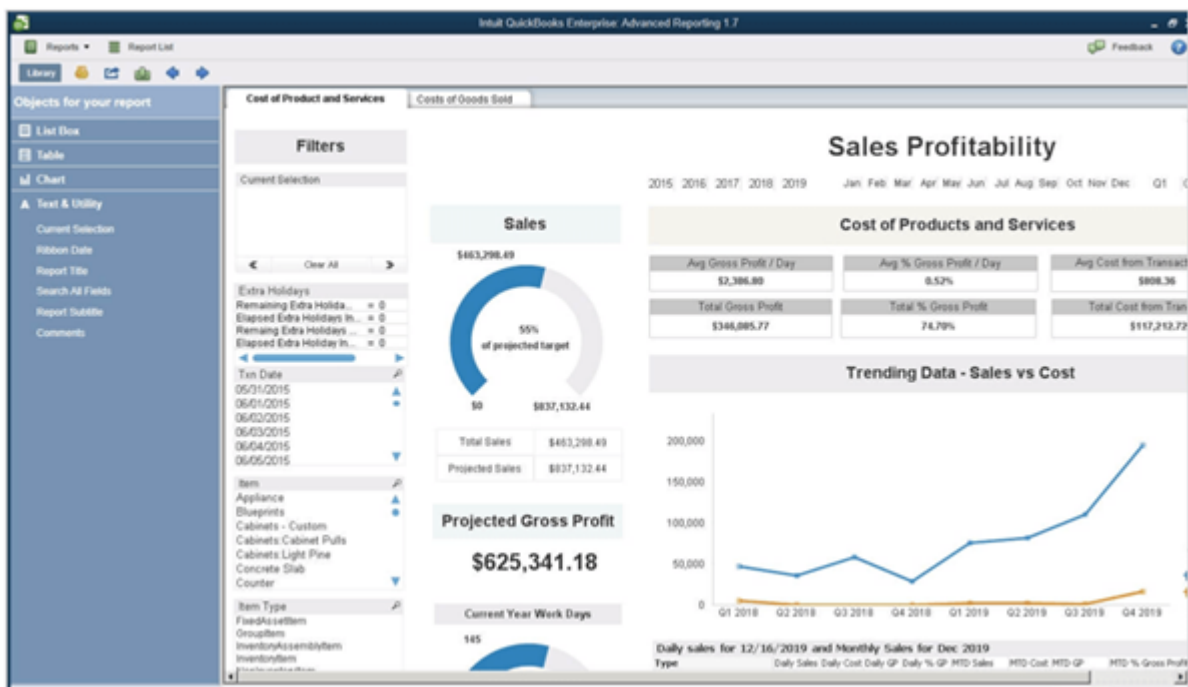 Intuit QuickBooks Enterprise: Advanced Reporting 1.7
Reports
Report List
Feedback
Library
Objects for your report
List Box
Table
Chart
Text & Utility
Current Selection
Ribbon Date
Report Title
Search All Fields
Report Subtitle
Comments
Cost of Product and Services
Costs of Goods Sold
Filters
Current Selection
Clear All
Extra Holidays
Remaining Extra Holida... = 0
Elapsed Extra Holidays In... = 0
Remaing Extra Holidays ... = 0
Elapsed Extra Holiday In... = 0
Txn Date
05/31/2015
06/01/2015
06/02/2015
06/03/2015
06/04/2015
06/05/2015
Item
Appliance
Blueprints
Cabinets - Custom
Cabinets:Cabinet Pulls
Cabinets:Light Pine
Concrete Slab
Counter
Item Type
FixedAssetItem
GroupItem
InventoryAssemblyItem
InventoryItem
Sales
$463,298.49
55%
of projected target
$0 $837,132.44
Total Sales $463,298.49
Projected Sales $837,132.44
Projected Gross Profit
$625,341.18
Current Year Work Days
165
Sales Profitability
2015 2016 2017 2018 2019 Jan Feb Mar Apr May Jun Jul Aug Sep Oct Nov Dec Q1
Cost of Products and Services
Avg Gross Profit / Day Avg % Gross Profit / Day Avg Cost from Transact
$2,306.80 0.52% $808.36
Total Gross Profit Total % Gross Profit Total Cost from Tran
$346,085.77 74.70% $117,212.72
Trending Data - Sales vs Cost
200,000
150,000
100,000
50,000
0
Q1 2018 Q2 2018 Q3 2018 Q4 2018 Q1 2019 Q2 2019 Q3 2019 Q4 2019
Daily sales for 12/16/2019 and Monthly Sales for Dec 2019
Type Daily Sales Daily Cost Daily GP Daily % GP MTD Sales MTD Cost MTD GP MTD % Gross Profit